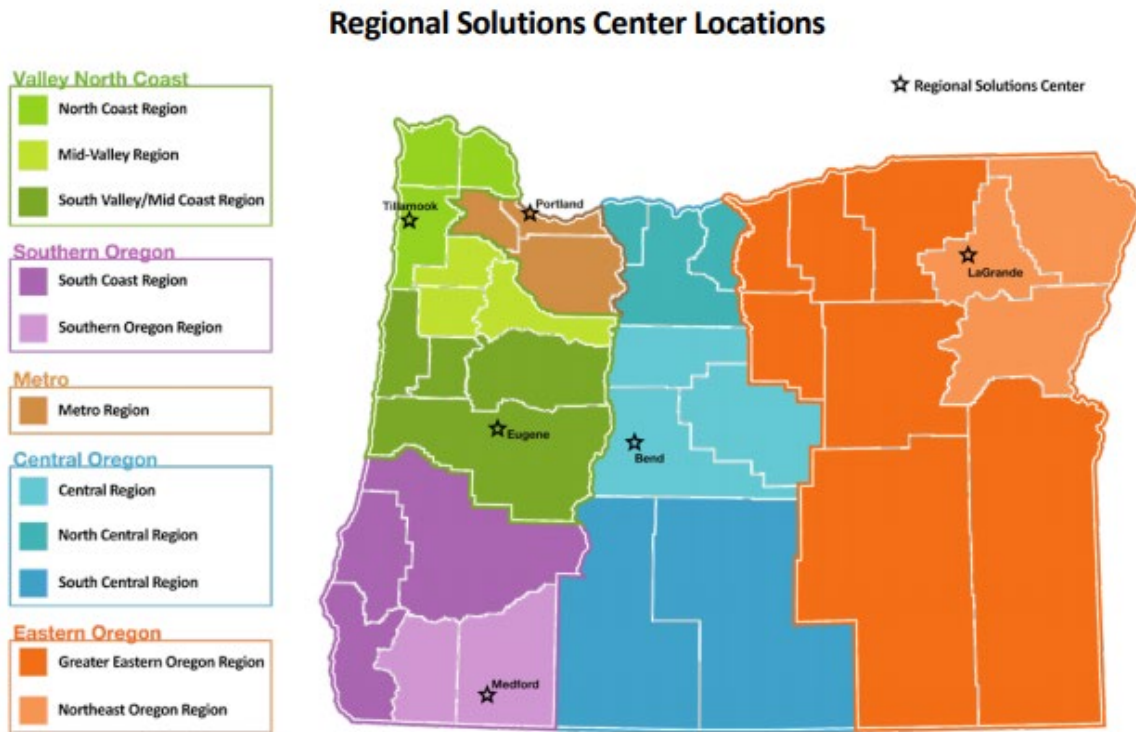 Regional Solutions Center Locations
Valley North Coast
North Coast Region
Mid-Valley Region
South Valley/Mid Coast Region
Southern Oregon
South Coast Region
Southern Oregon Region
Metro
Metro Region
Central Oregon
Central Region
North Central Region
South Central Region
Eastern Oregon
Greater Eastern Oregon Region
Northeast Oregon Region
Regional Solutions Center
Tillamook
Portland
LaGrande
Eugene
Bend
Medford